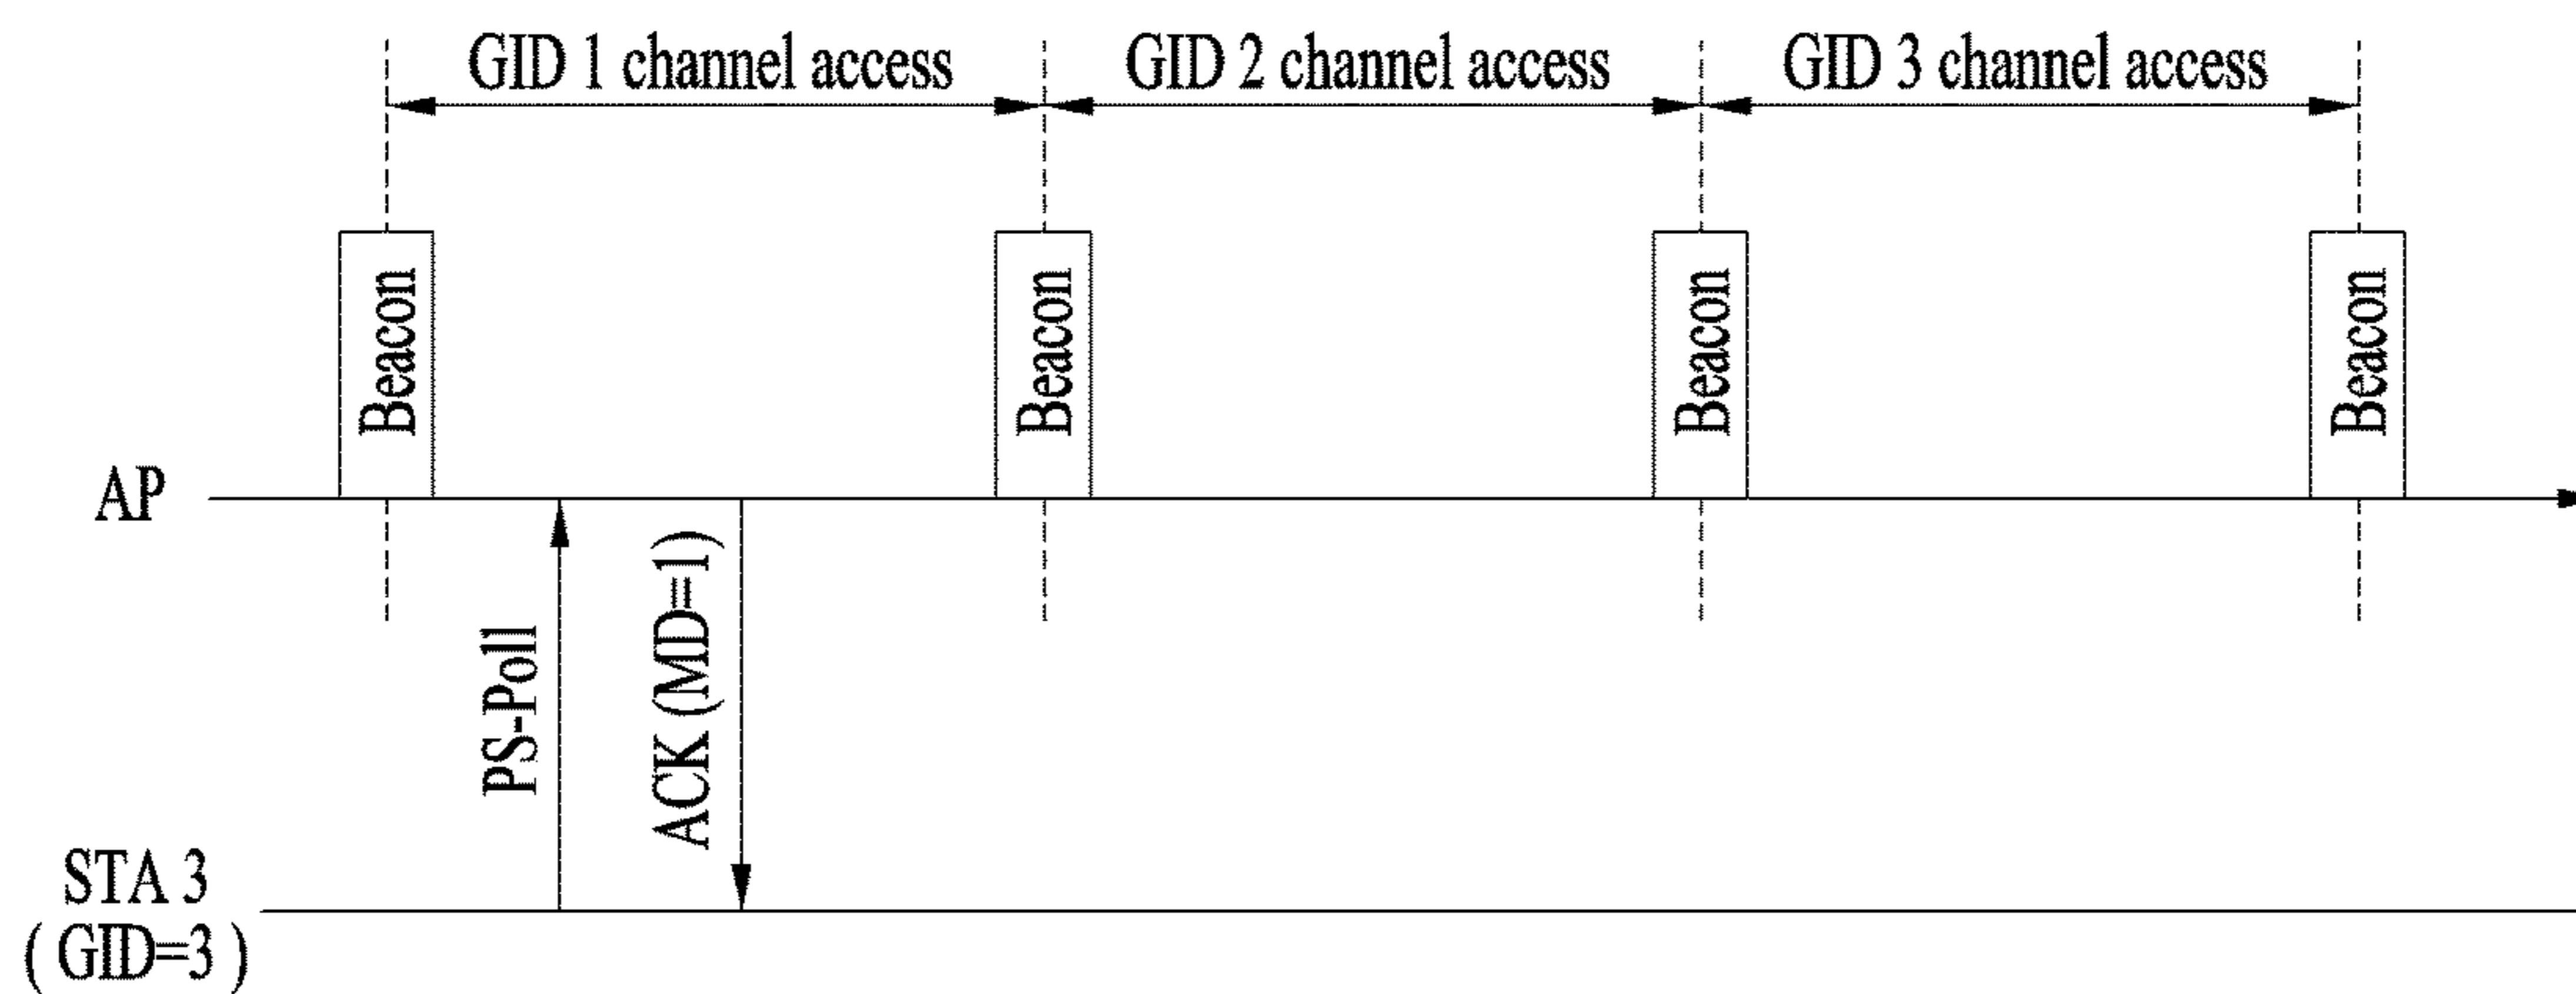 GID 1 channel access
GID 2 channel access
GID 3 channel access
Beacon
Beacon
Beacon
Beacon
AP
PS-Poll
ACK (MD=1)
STA 3
( GID=3 )